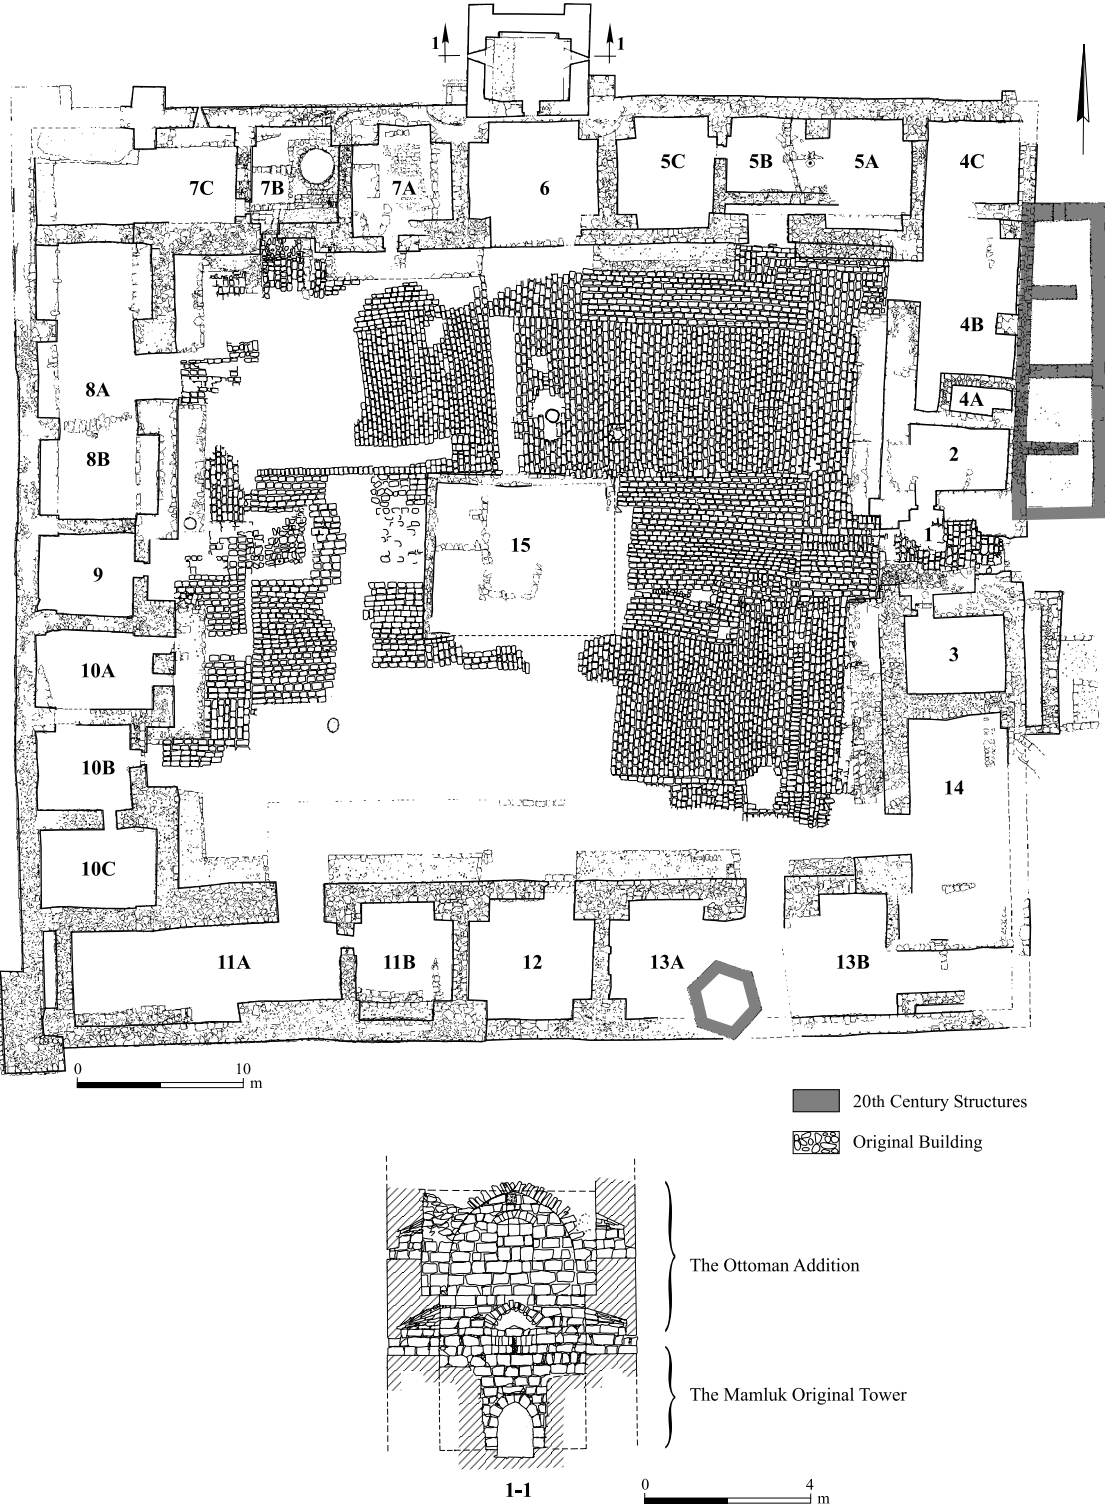 1 1
5C 5B 5A 4C
7C 7B 7A 6
4B
8A 4A
8B 2
1
15
9
3
10A
10B 14
10C
11A 11B 12 13A 13B
0 10
m
20th Century Structures
Original Building
The Ottoman Addition
The Mamluk Original Tower
1-1
0 4
m